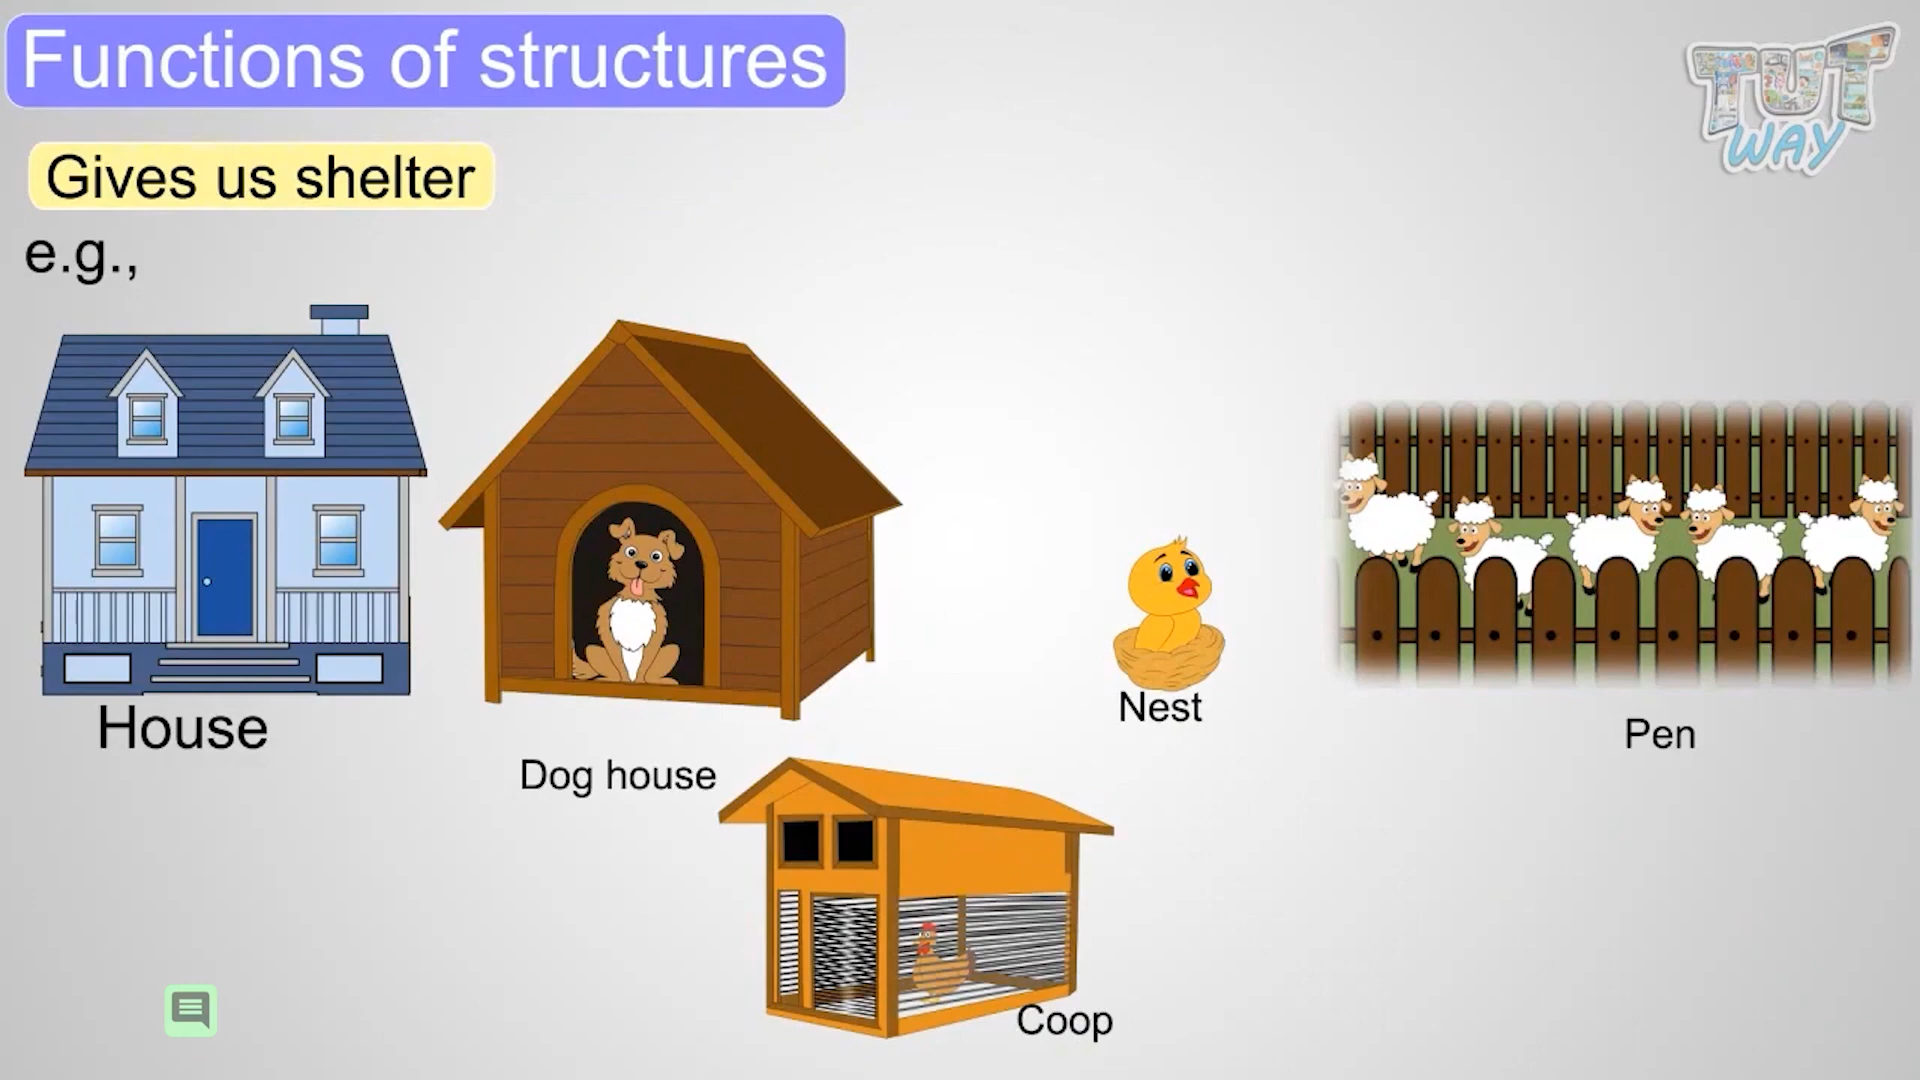 Functions of structures
TUT
WAY
Gives us shelter
e.g.,
House
Dog house
Nest
Pen
Coop